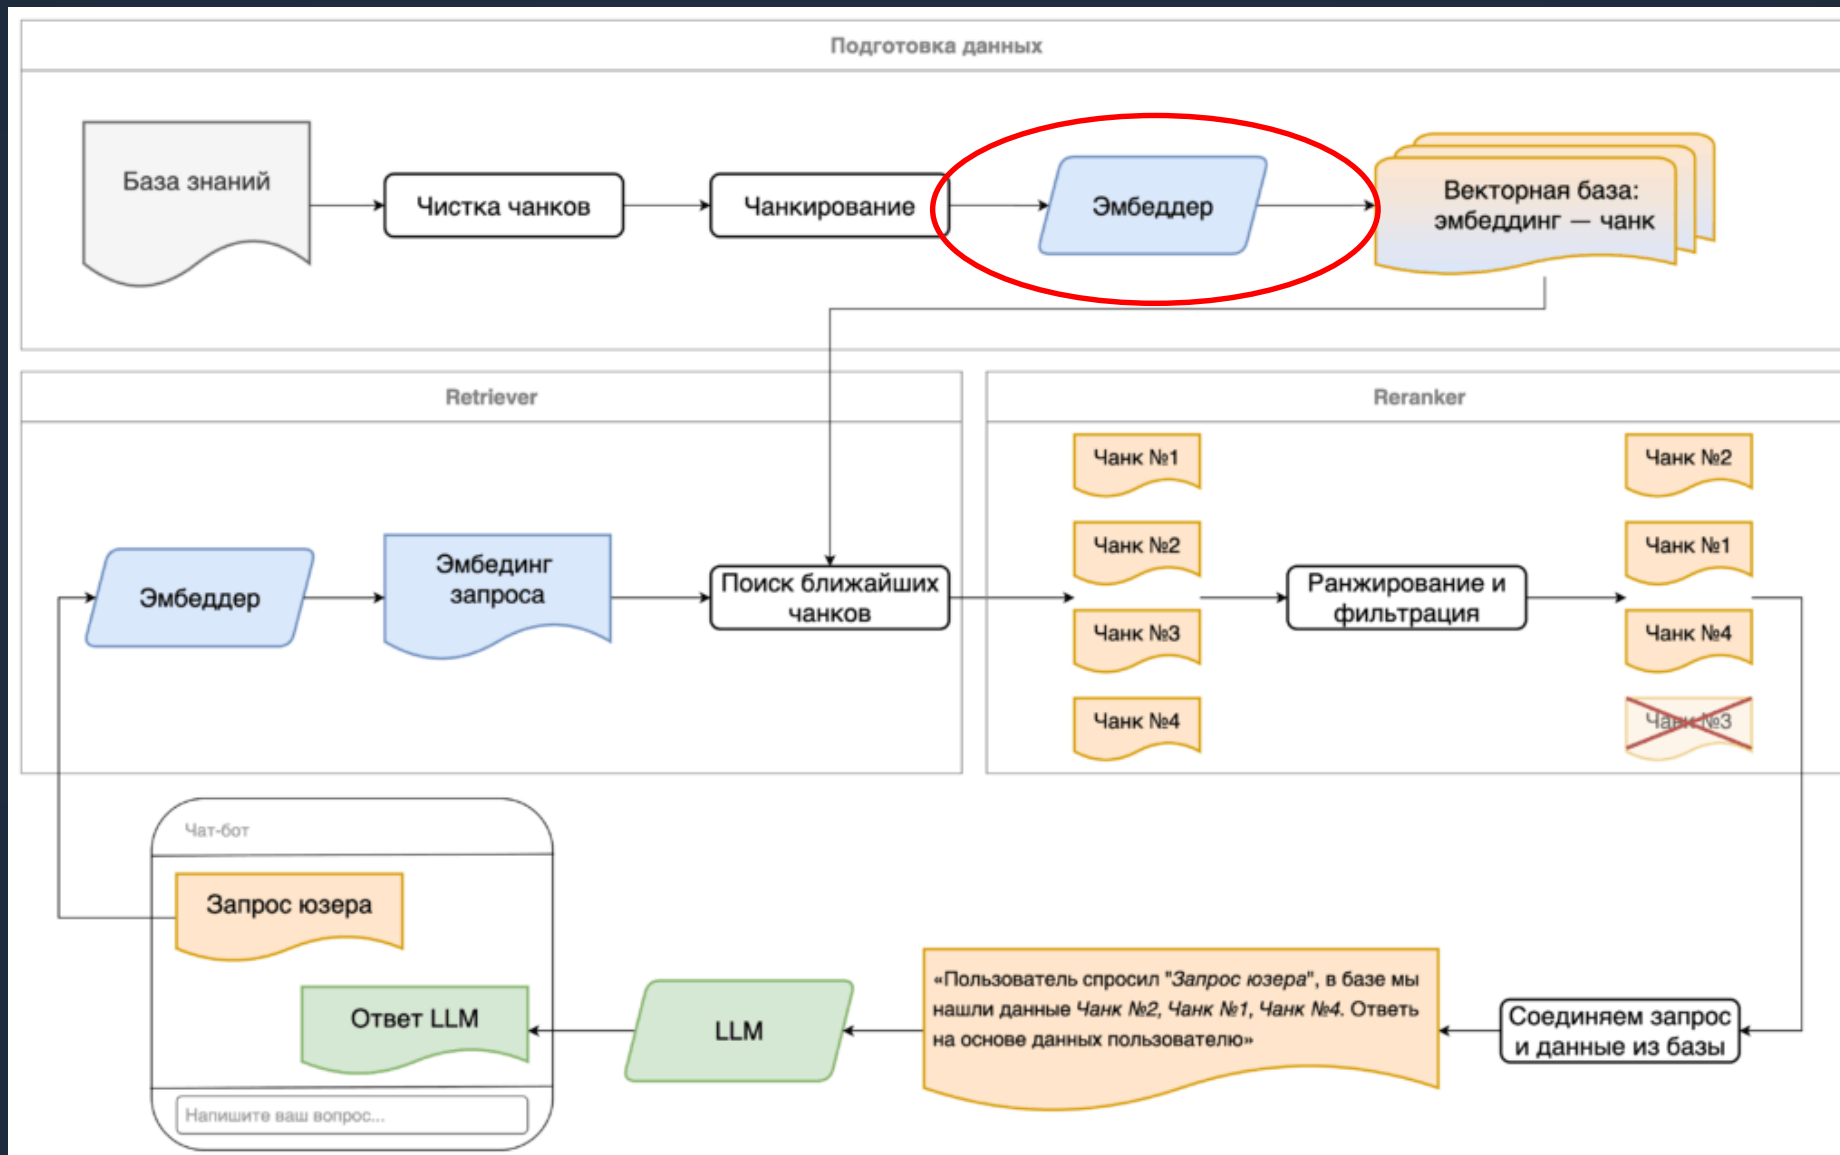 Подготовка данных
База знаний
Чистка чанков
Чанкирование
Эмбеддер
Векторная база:
эмбеддинг — чанк
Retriever
Эмбеддер
Эмбединг
запроса
Поиск ближайших
чанков
Reranker
Чанк №1
Чанк №2
Чанк №3
Чанк №4
Ранжирование и
фильтрация
Чанк №2
Чанк №1
Чанк №4
Чанк №3
Чат-бот
Запрос юзера
Ответ LLM
Напишите ваш вопрос...
LLM
«Пользователь спросил "Запрос юзера", в базе мы
нашли данные Чанк №2, Чанк №1, Чанк №4. Ответь
на основе данных пользователю»
Соединяем запрос
и данные из базы